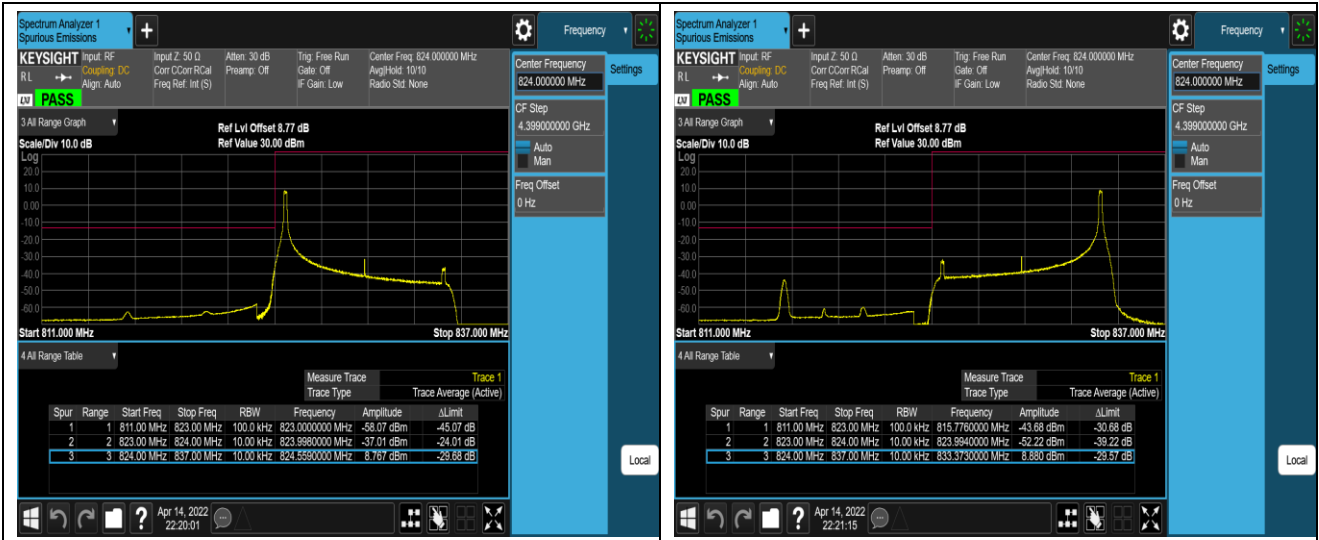 Spectrum Analyzer 1
Spurious Emissions
Frequency
KEYSIGHT
Input: RF
Coupling: DC
Align: Auto
Input Z: 50 Ω
Corr CCorr RCal
Freq Ref: Int (S)
Atten: 30 dB
Preamp: Off
Trig: Free Run
Gate: Off
IF Gain: Low
Center Freq: 824.000000 MHz
Avg|Hold: 10/10
Radio Std: None
R L
LXI
PASS
Center Frequency
824.000000 MHz
Settings
CF Step
4.399000000 GHz
Auto
Man
Freq Offset
0 Hz
3 All Range Graph
Ref Lvl Offset 8.77 dB
Scale/Div 10.0 dB
Ref Value 30.00 dBm
Log
20.0
10.0
0.00
-10.0
-20.0
-30.0
-40.0
-50.0
-60.0
Start 811.000 MHz
Stop 837.000 MHz
4 All Range Table
Measure Trace Trace 1
Trace Type Trace Average (Active)
Spur Range Start Freq Stop Freq RBW Frequency Amplitude ΔLimit
1 1 811.00 MHz 823.00 MHz 100.0 kHz 823.0000000 MHz -58.07 dBm -45.07 dB
2 2 823.00 MHz 824.00 MHz 10.00 kHz 823.9980000 MHz -37.01 dBm -24.01 dB
3 3 824.00 MHz 837.00 MHz 10.00 kHz 824.5590000 MHz 8.767 dBm -29.68 dB
Local
?
Apr 14, 2022
22:20:01
Spectrum Analyzer 1
Spurious Emissions
Frequency
KEYSIGHT
Input: RF
Coupling: DC
Align: Auto
Input Z: 50 Ω
Corr CCorr RCal
Freq Ref: Int (S)
Atten: 30 dB
Preamp: Off
Trig: Free Run
Gate: Off
IF Gain: Low
Center Freq: 824.000000 MHz
Avg|Hold: 10/10
Radio Std: None
R L
LXI
PASS
Center Frequency
824.000000 MHz
Settings
CF Step
4.399000000 GHz
Auto
Man
Freq Offset
0 Hz
3 All Range Graph
Ref Lvl Offset 8.77 dB
Scale/Div 10.0 dB
Ref Value 30.00 dBm
Log
20.0
10.0
0.00
-10.0
-20.0
-30.0
-40.0
-50.0
-60.0
Start 811.000 MHz
Stop 837.000 MHz
4 All Range Table
Measure Trace Trace 1
Trace Type Trace Average (Active)
Spur Range Start Freq Stop Freq RBW Frequency Amplitude ΔLimit
1 1 811.00 MHz 823.00 MHz 100.0 kHz 815.7760000 MHz -43.68 dBm -30.68 dB
2 2 823.00 MHz 824.00 MHz 10.00 kHz 823.9940000 MHz -52.22 dBm -39.22 dB
3 3 824.00 MHz 837.00 MHz 10.00 kHz 833.3730000 MHz 8.880 dBm -29.57 dB
Local
?
Apr 14, 2022
22:21:15